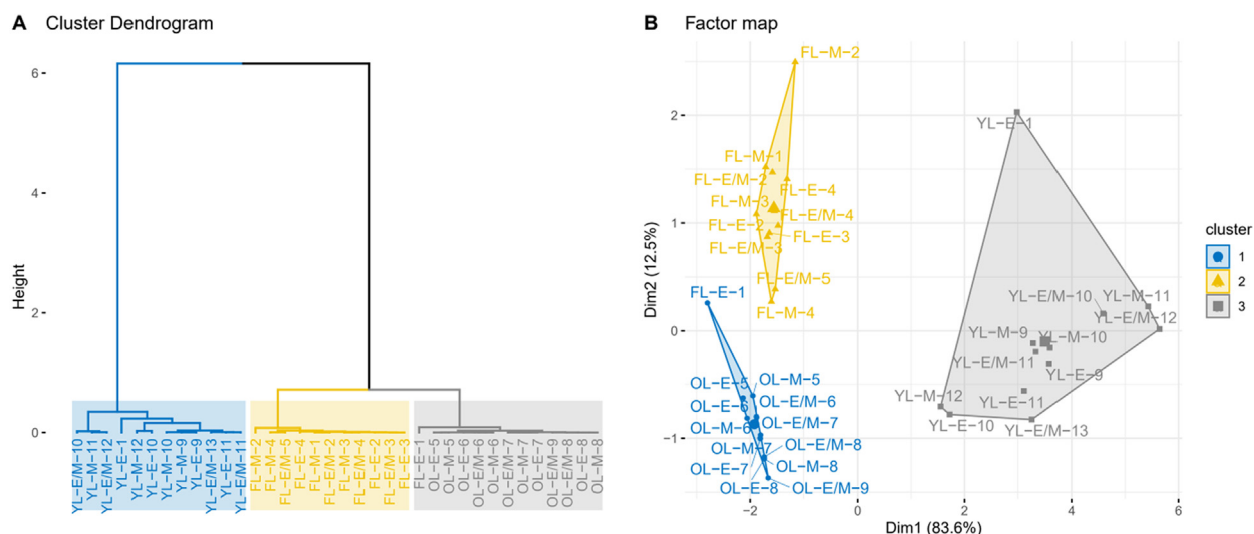 A Cluster Dendrogram
Height
6
4
2
0
YL−E/M−10
YL−M−11
YL−E/M−12
YL−E−1
YL−M−12
YL−E−10
YL−M−10
YL−M−9
YL−E−9
YL−E/M−13
YL−E−11
YL−E/M−11
FL−M−2
FL−M−4
FL−E/M−5
FL−E−4
FL−M−1
FL−E/M−2
FL−M−3
FL−E/M−4
FL−E−2
FL−E/M−3
FL−E−3
FL−E−1
OL−E−5
OL−M−5
OL−E−6
OL−E/M−6
OL−M−6
OL−E/M−7
OL−M−7
OL−E−7
OL−E−8
OL−M−8
B Factor map
Dim2 (12.5%)
2
1
0
−1
FL−M−2
FL−M−1
FL−E/M−2
FL−E−4
FL−M−3
FL−E/M−4
FL−E−2
FL−E−3
FL−E/M−3
FL−E/M−5
FL−E−1
FL−M−4
OL−E−5
OL−M−5
OL−E−6
OL−E/M−6
OL−M−6
OL−E/M−7
OL−M−7
OL−E/M−8
OL−E−7
OL−M−8
OL−E−8
OL−E/M−9
YL−E−1
YL−E/M−10
YL−M−11
YL−E/M−12
YL−M−9
YL−M−10
YL−E/M−11
YL−E−9
YL−M−12
YL−E−11
YL−E−10
YL−E/M−13
−2
0
2
4
6
Dim1 (83.6%)
cluster
1
2
3